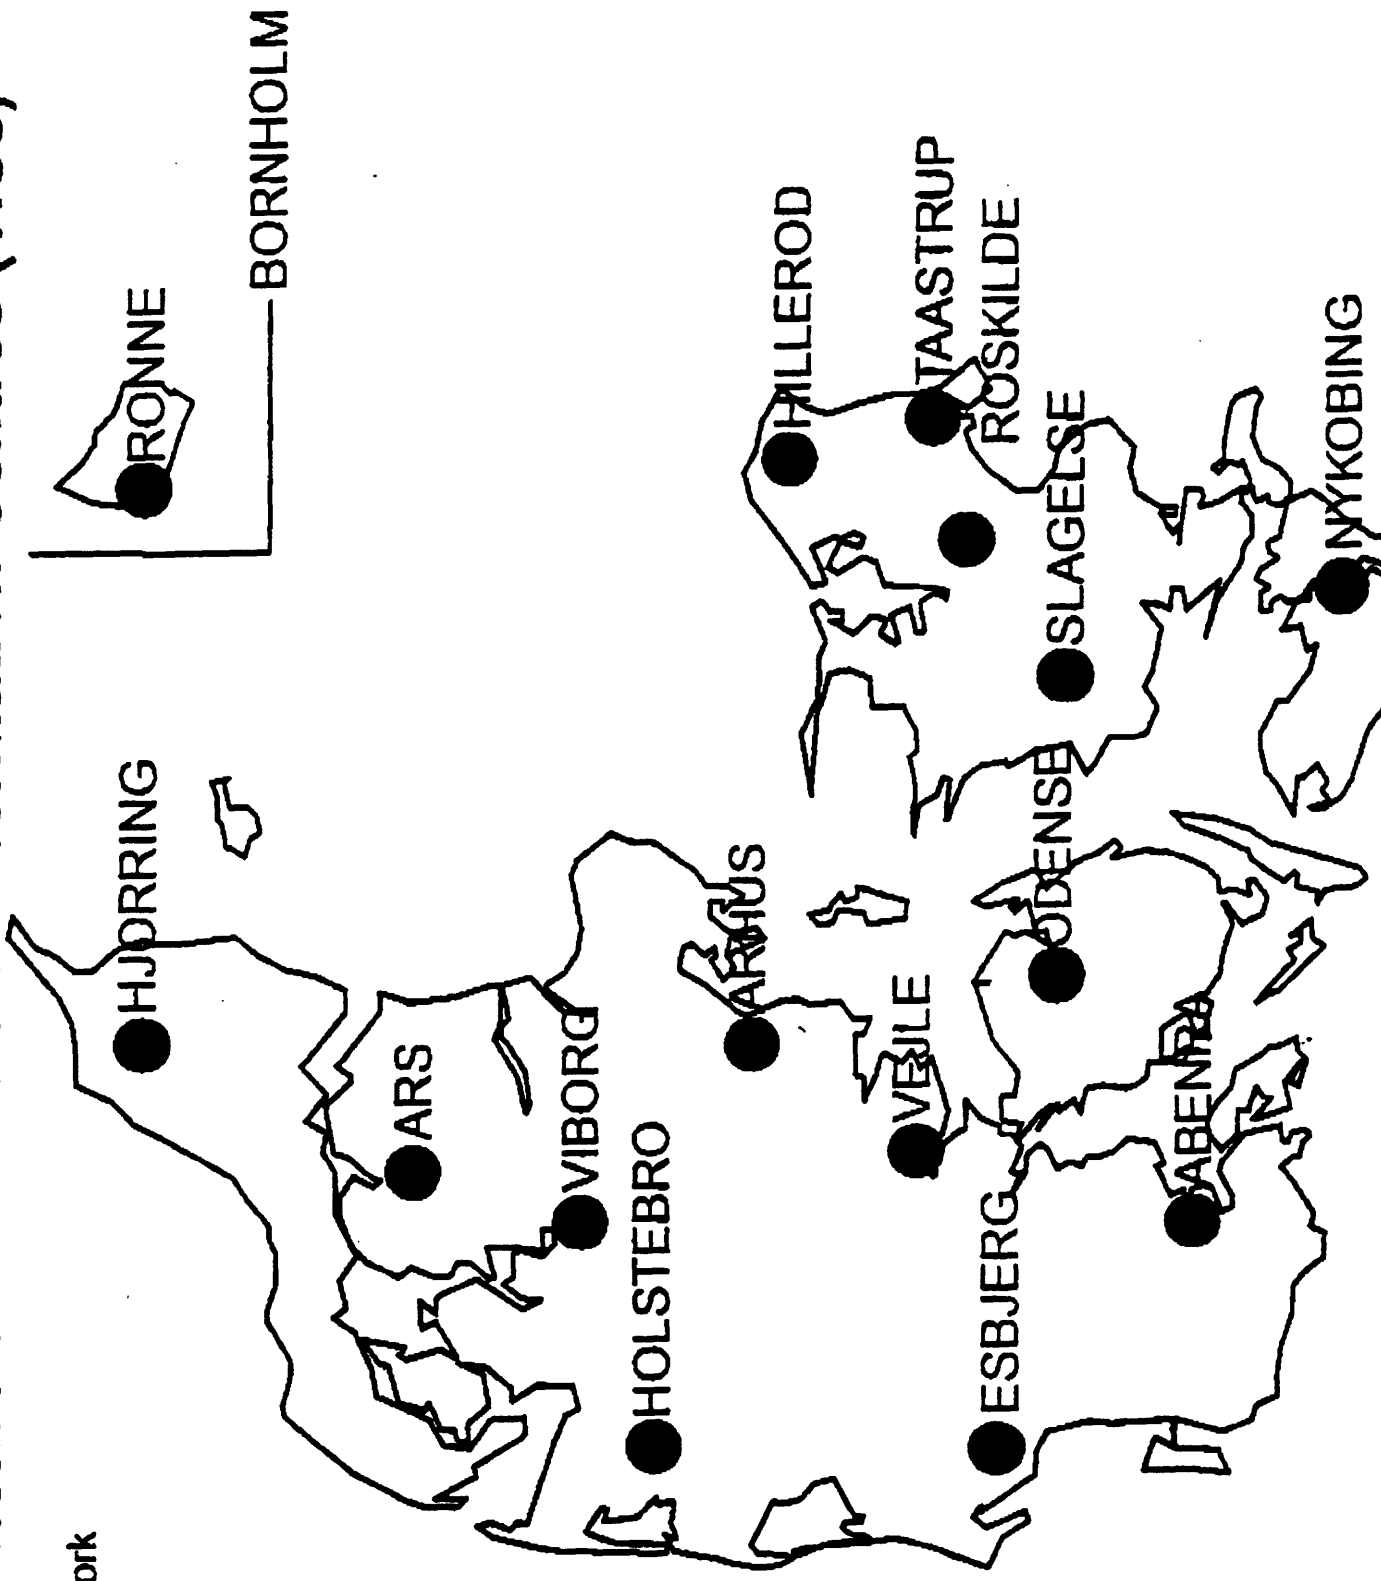 BORNHOLM
RONNE
HJORRING
ARS
VIBORG
HOLSTEBRO
ARHUS
HILLEROD
TAASTRUP
ROSKILDE
SLAGELSE
ODENSE
VEJLE
ESBJERG
ABENRA
NYKOBING
ork